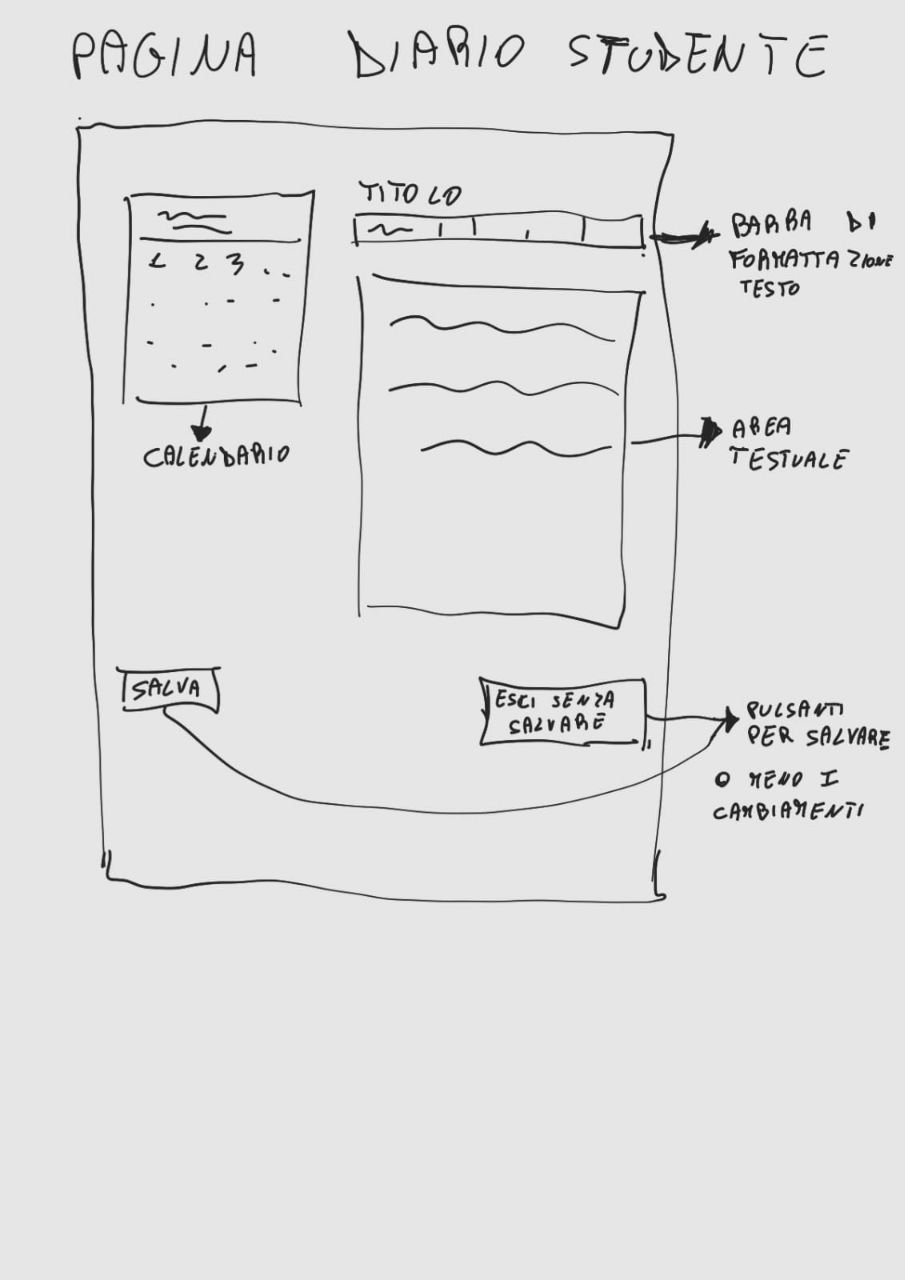 PAGINA DIARIO STUDENTE
TITOLO
1 2 3 . .
BARRA DI
FORMATTAZIONE
TESTO
CALENDARIO
AREA
TESTUALE
SALVA
ESCI SENZA
SALVARE
PULSANTI
PER SALVARE
O MENO I
CAMBIAMENTI